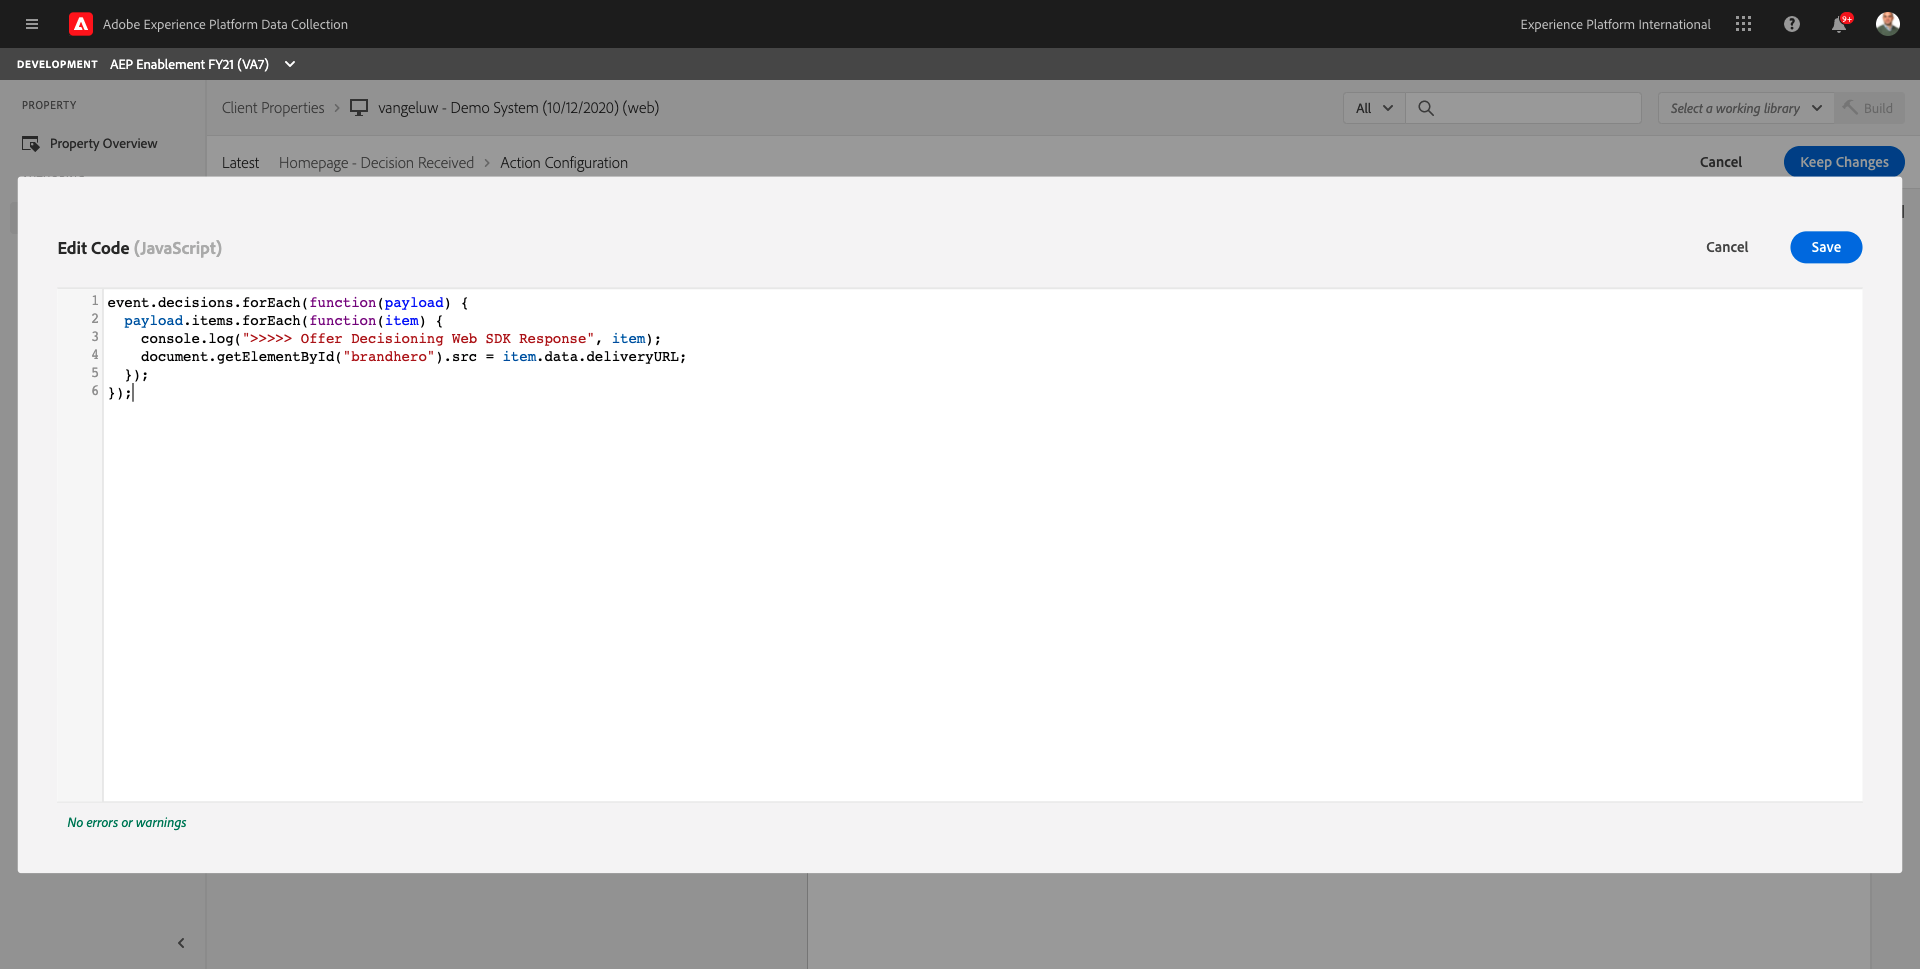 Adobe Experience Platform Data Collection
Experience Platform International
9+
DEVELOPMENT AEP Enablement FY21 (VA7)
PROPERTY
Property Overview
Client Properties > vangeluw - Demo System (10/12/2020) (web)
All
Select a working library
Build
Latest Homepage - Decision Received > Action Configuration
Cancel
Keep Changes
Edit Code (JavaScript)
Cancel
Save
1 event.decisions.forEach(function(payload) {
2 payload.items.forEach(function(item) {
3 console.log(">>>>> Offer Decisioning Web SDK Response", item);
4 document.getElementById("brandhero").src = item.data.deliveryURL;
5 });
6 });
No errors or warnings